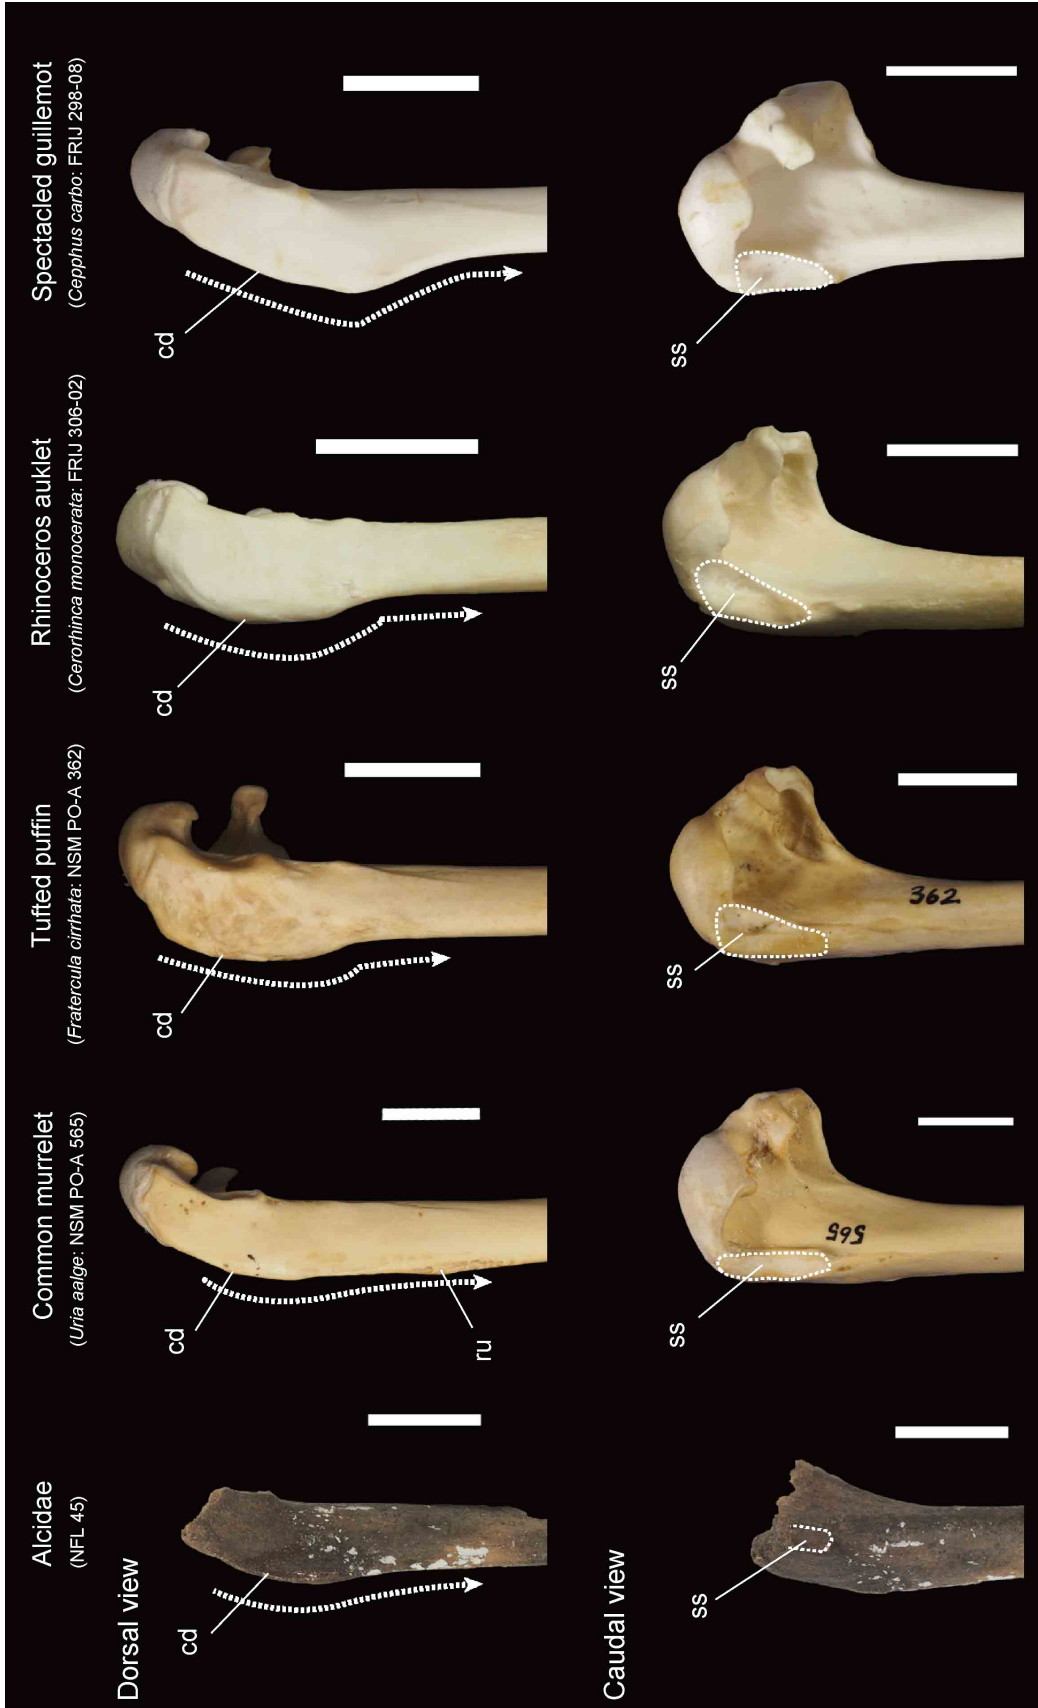 Alcidae
(NFL 45)
Common murrelet
(Uria aalge: NSM PO-A 565)
Tufted puffin
(Fratercula cirrhata: NSM PO-A 362)
Rhinoceros auklet
(Cerorhinca monocerata: FRIJ 306-02)
Spectacled guillemot
(Cepphus carbo: FRIJ 298-08)
Dorsal view
cd
cd
ru
cd
cd
cd
Caudal view
ss
ss
565
ss
362
ss
ss